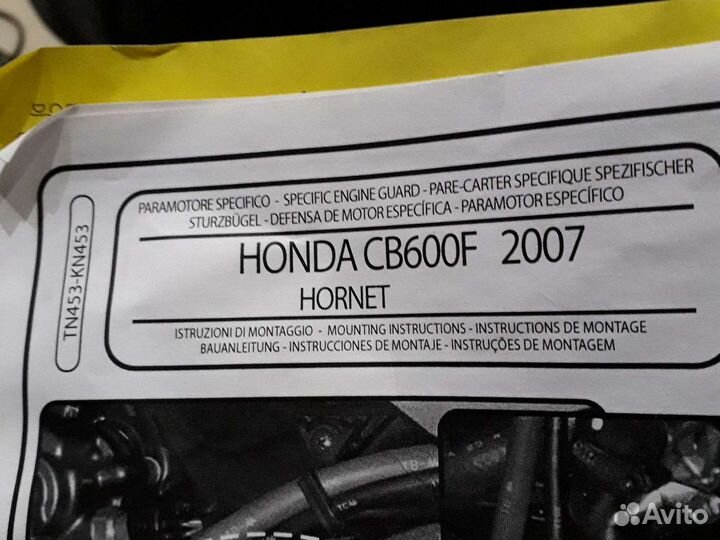 TN453-KN453
PARAMOTORE SPECIFICO - SPECIFIC ENGINE GUARD - PARE-CARTER SPECIFIQUE SPEZIFISCHER
STURZBÜGEL - DEFENSA DE MOTOR ESPECÍFICA - PARAMOTOR ESPECÍFICO
HONDA CB600F 2007
HORNET
ISTRUZIONI DI MONTAGGIO - MOUNTING INSTRUCTIONS - INSTRUCTIONS DE MONTAGE
BAUANLEITUNG - INSTRUCCIONES DE MONTAJE - INSTRUÇÕES DE MONTAGEM
TCM
Avito